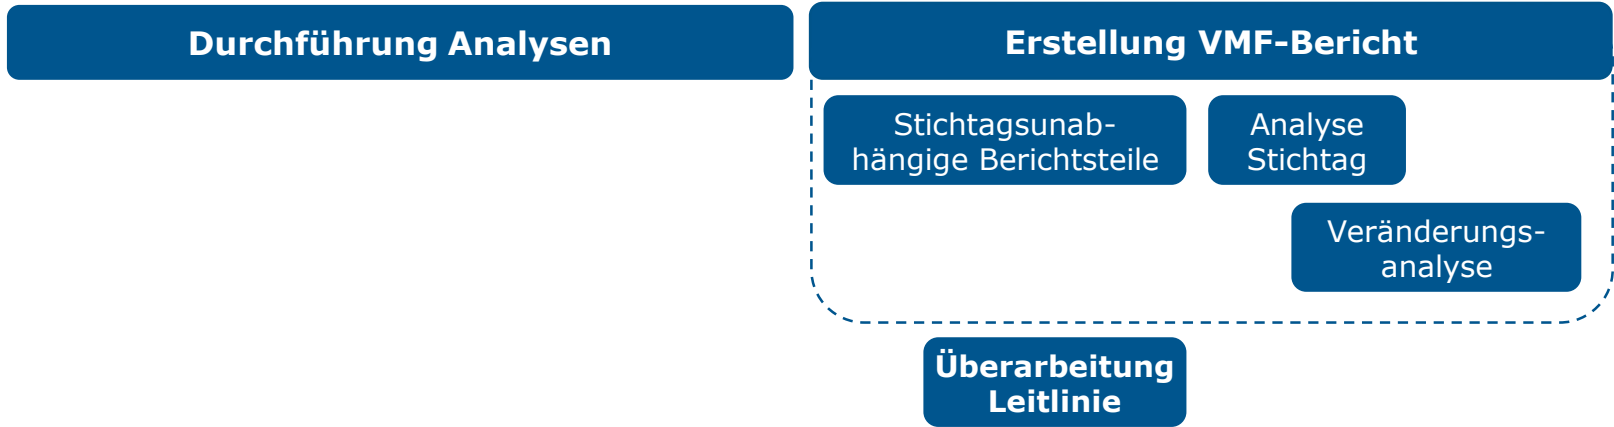 Durchführung Analysen
Erstellung VMF-Bericht
Stichtagsunab-
hängige Berichtsteile
Analyse
Stichtag
Veränderungs-
analyse
Überarbeitung
Leitlinie